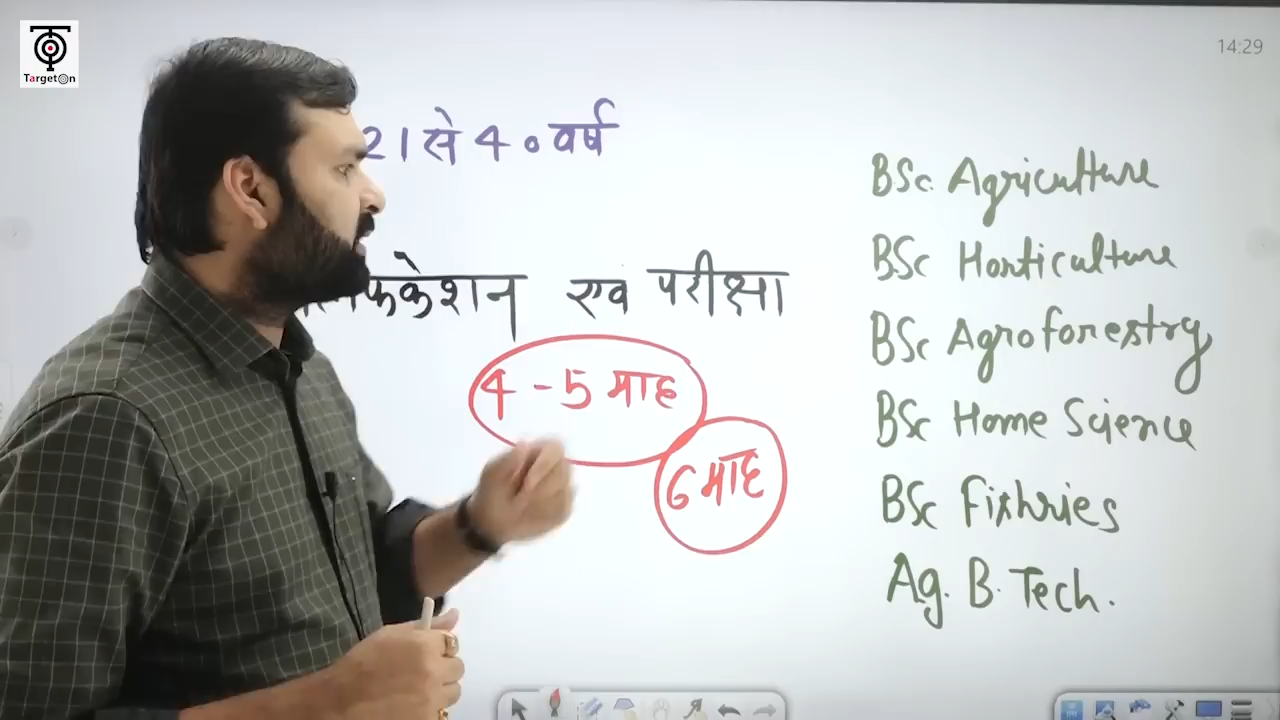 TargetOn
14:29
21 से 40 वर्ष
एवं परीक्षा
4 - 5 माह
6 माह
BSc. Agriculture
BSc Horticulture
BSc Agroforestry
BSc Home Science
BSc Fishries
Ag. B. Tech.